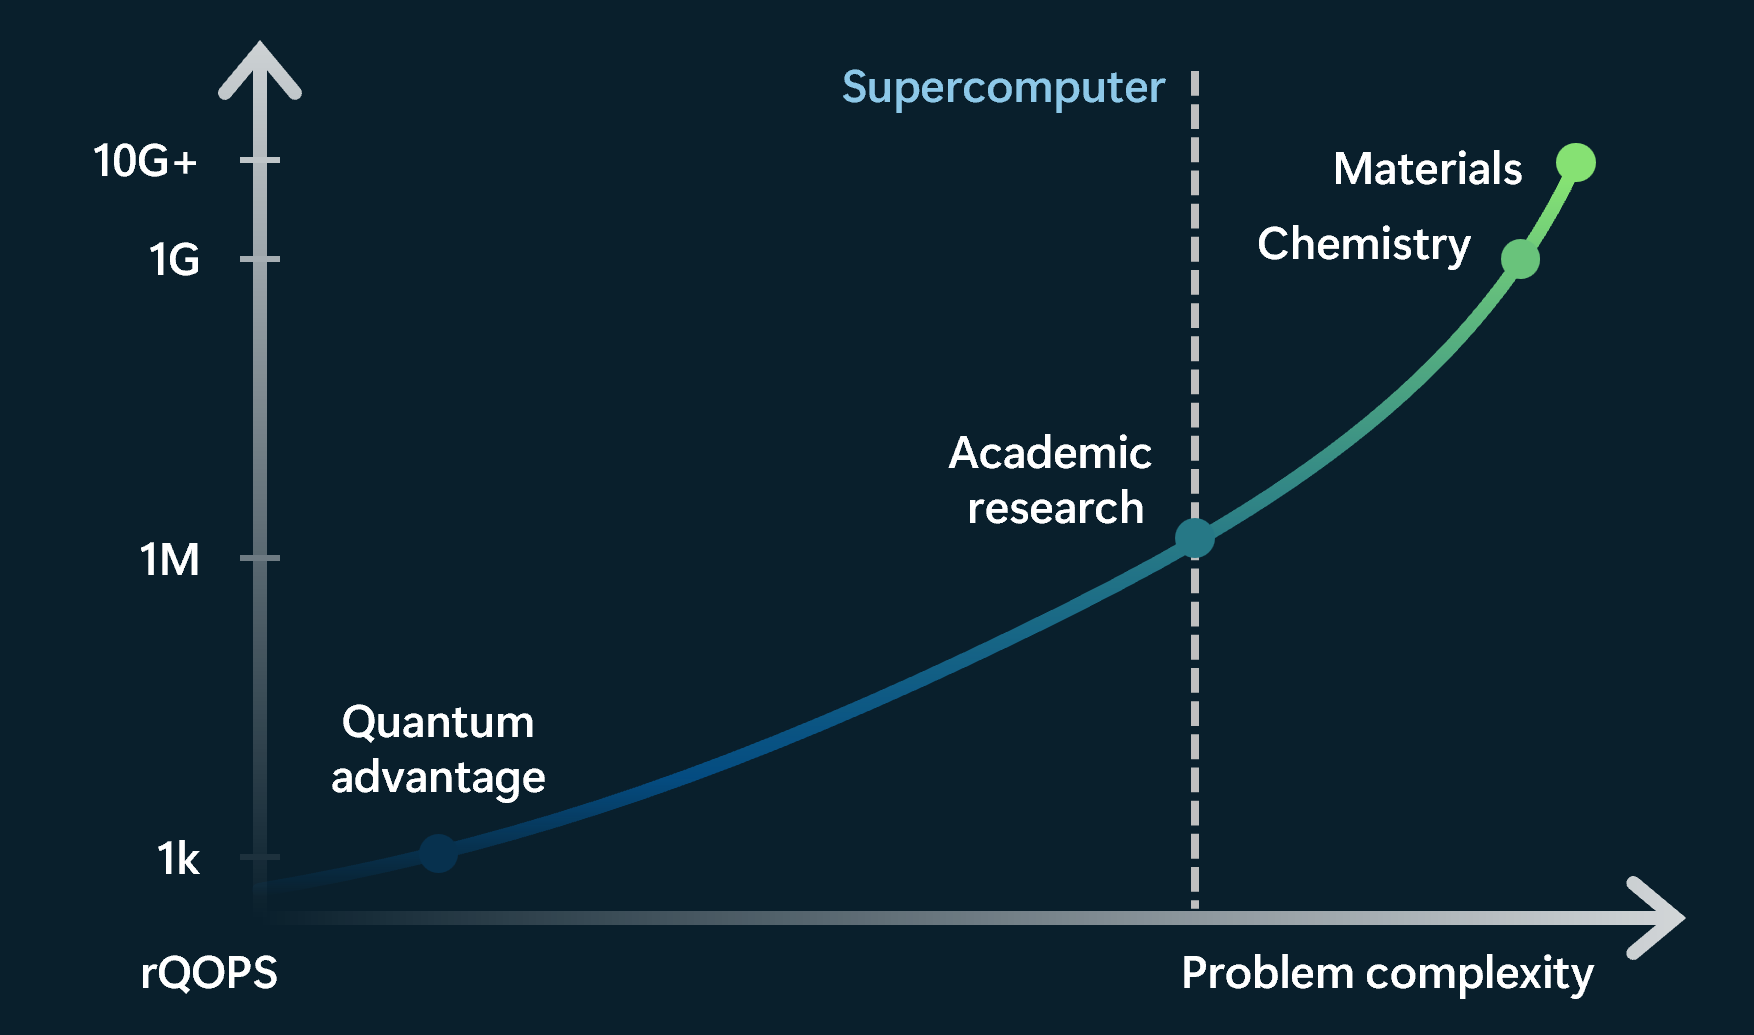 Supercomputer
10G+
Materials
1G
Chemistry
Academic
research
1M
Quantum
advantage
1k
rQOPS
Problem complexity